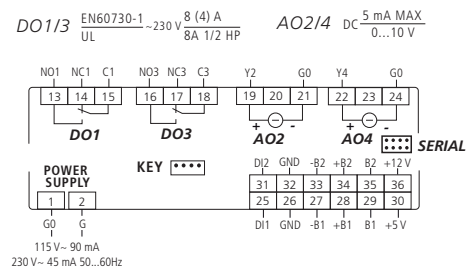 DO1/3 EN60730-1 ~230 V 8 (4) A AO2/4 DC 5 mA MAX
UL 8A 1/2 HP 0...10 V
NO1 NC1 C1 NO3 NC3 C3 Y2 G0 Y4 G0
13 14 15 16 17 18 19 20 21 22 23 24
DO1 DO3 + - AO2 + - AO4 SERIAL
POWER SUPPLY KEY DI2 GND -B2 +B2 B2 +12 V
31 32 33 34 35 36
1 2 25 26 27 28 29 30
G0 G DI1 GND -B1 +B1 B1 +5 V
115 V~ 90 mA
230 V~ 45 mA 50...60Hz